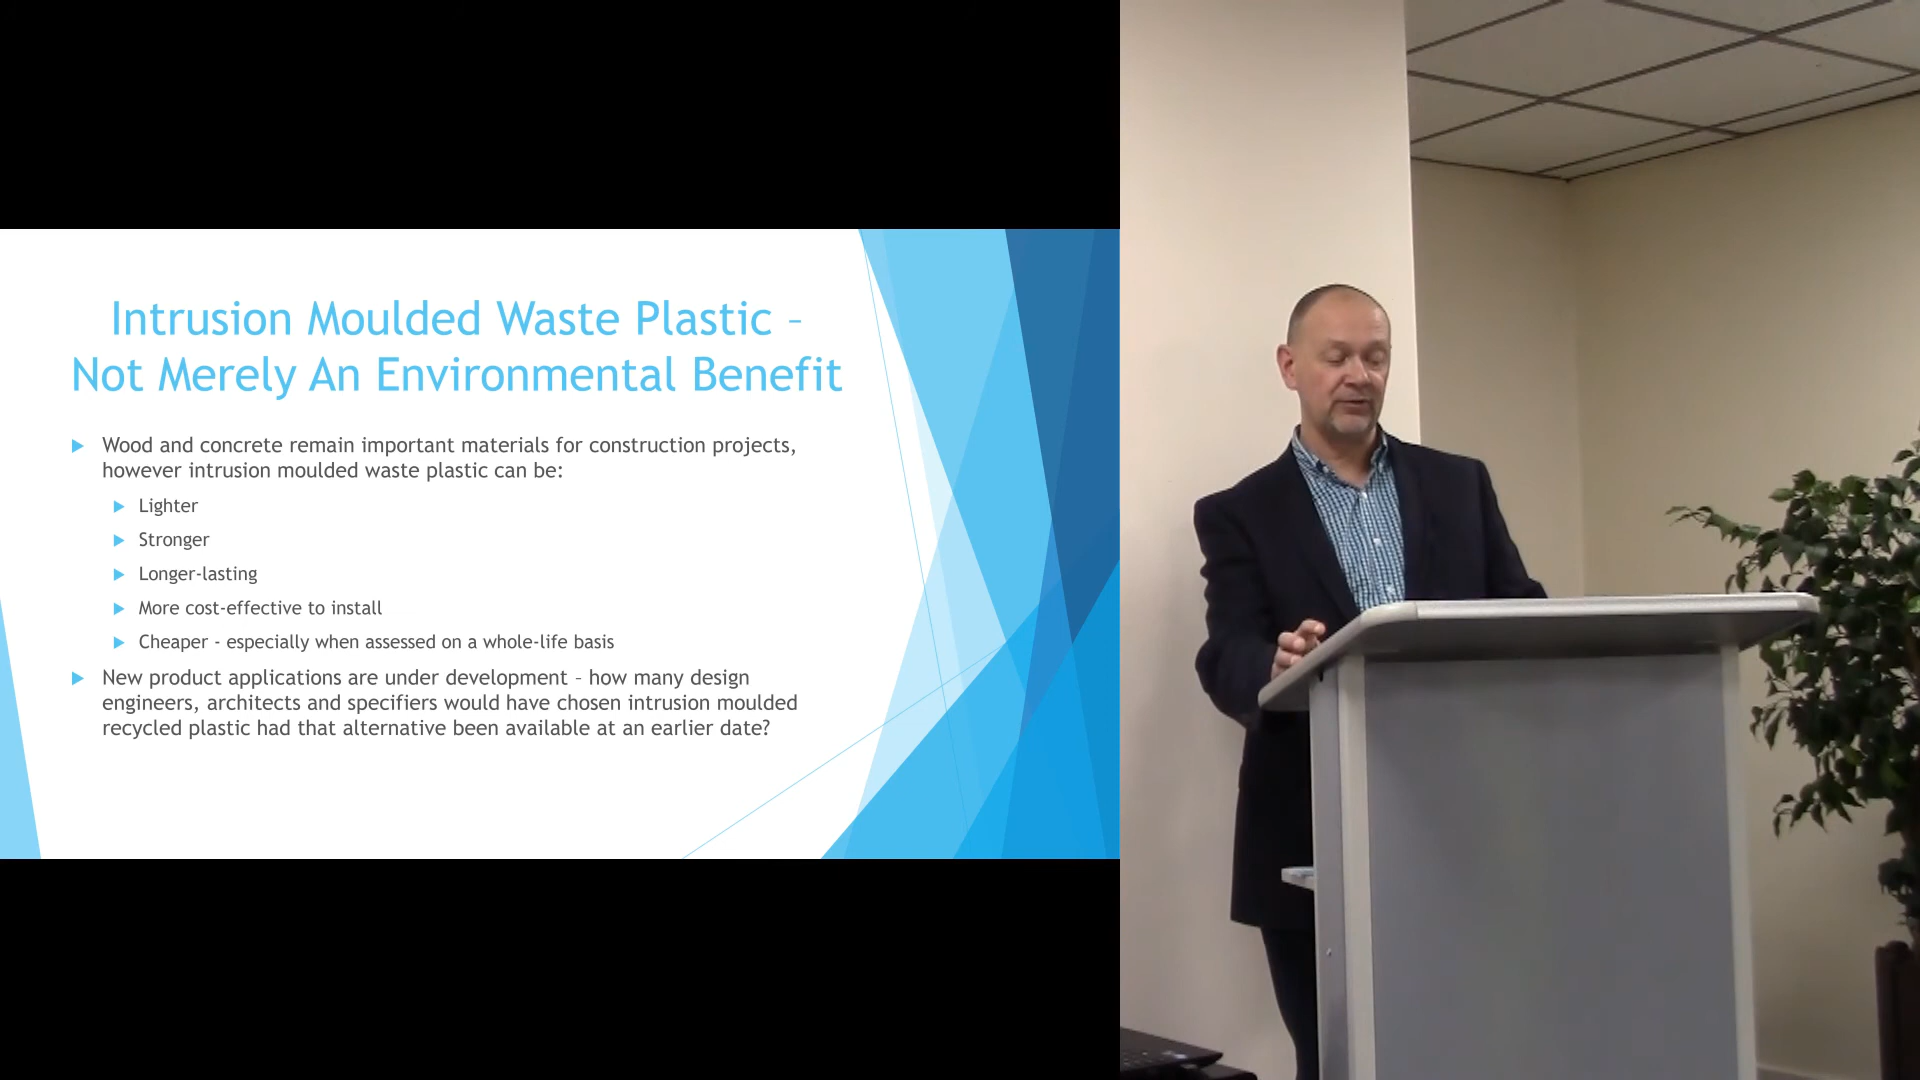 Intrusion Moulded Waste Plastic –
Not Merely An Environmental Benefit
Wood and concrete remain important materials for construction projects,
however intrusion moulded waste plastic can be:
Lighter
Stronger
Longer-lasting
More cost-effective to install
Cheaper - especially when assessed on a whole-life basis
New product applications are under development – how many design
engineers, architects and specifiers would have chosen intrusion moulded
recycled plastic had that alternative been available at an earlier date?